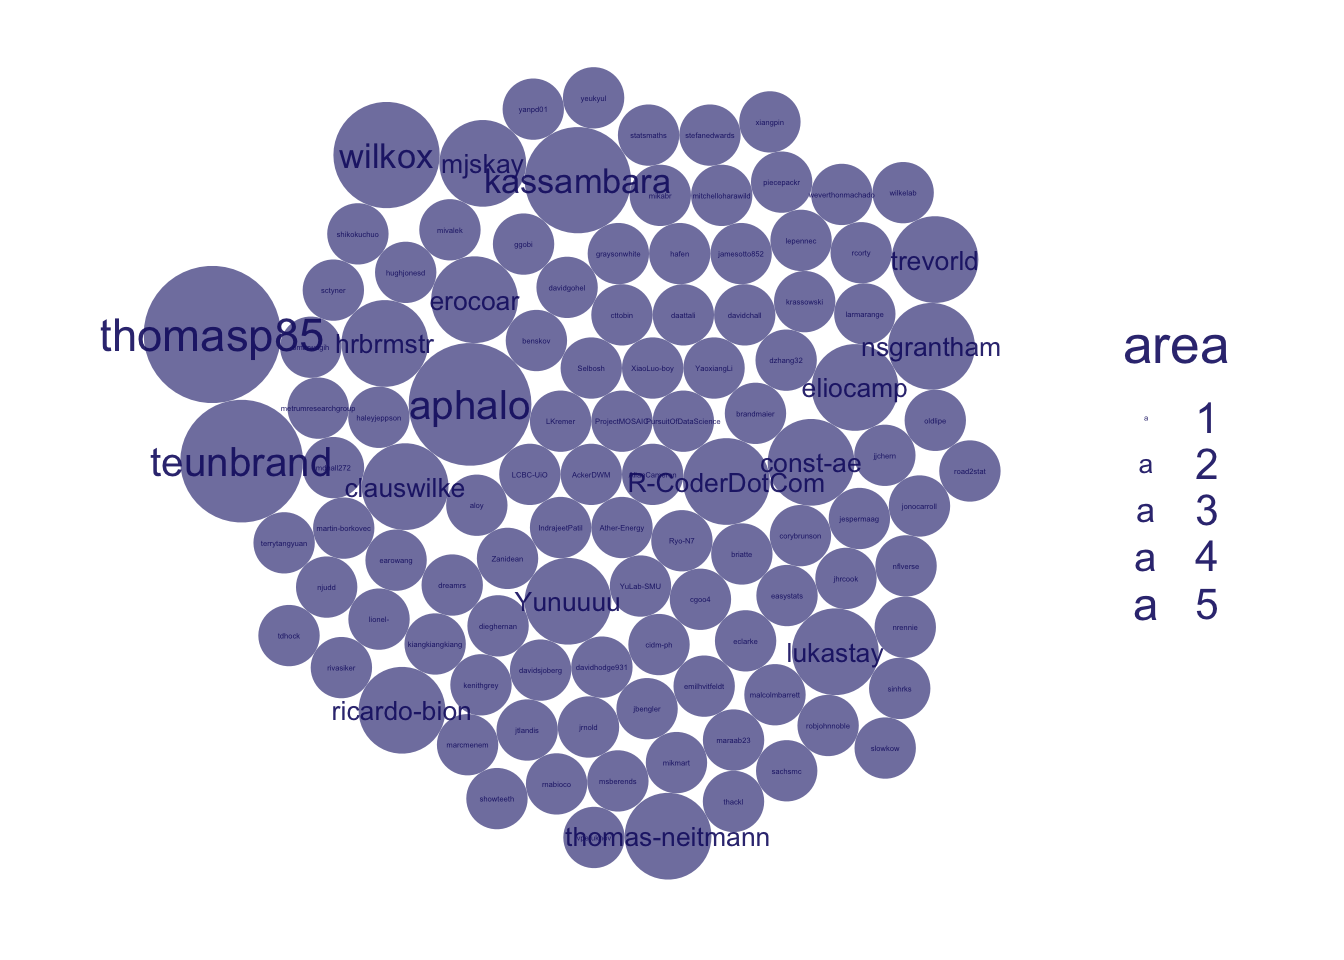 yeukyul
yanpd01
xiangpin
statsmaths
stefanedwards
wilkox
mjskay
kassambara
piecepackr
mikabr
mitchelloharawild
weverthonmachado
wilkelab
shikokuchuo
mivalek
ggobi
lepennec
graysonwhite
hafen
jamesotto852
rcorty
trevorld
hughjonesd
sctyner
erocoar
davidgohel
krassowski
cttobin
daattali
davidchall
larmarange
thomasp85
hrbrmstr
benskov
nsgrantham
area
dzhang32
Selbosh
XiaoLuo-boy
YaoxiangLi
eliocamp
metrumresearchgroup
haleyjeppson
aphalo
brandmaier
LKremer
ProjectMOSAIC
PursuitOfDataScience
oldlipe
a 1
teunbrand
clauswilke
LCBC-UiO
AckerDWM
R-CoderDotCom
const-ae
jjchern
road2stat
a 2
aloy
jonocarroll
a 3
terrytangyuan
martin-borkovec
IndrajeetPatil
Ather-Energy
Ryo-N7
corybrunson
jespermaag
earowang
Zanidean
briatte
nflverse
a 4
njudd
dreamrs
Yunuuuu
YuLab-SMU
cgoo4
easystats
jhrcook
a 5
tdhock
lionel-
kiangkiangkiang
diegheman
cidm-ph
eclarke
lukastay
nrennie
rivasiker
kenithgrey
davidsjoberg
davidhodge931
emilhvitfeldt
malcolmbarrett
sinhrks
ricardo-bion
jtlandis
jrnold
jbengler
robjohnnoble
marcmenem
maraab23
slowkow
showteeth
nabioco
msberends
mikmart
sachsmc
thackl
thomas-neitmann